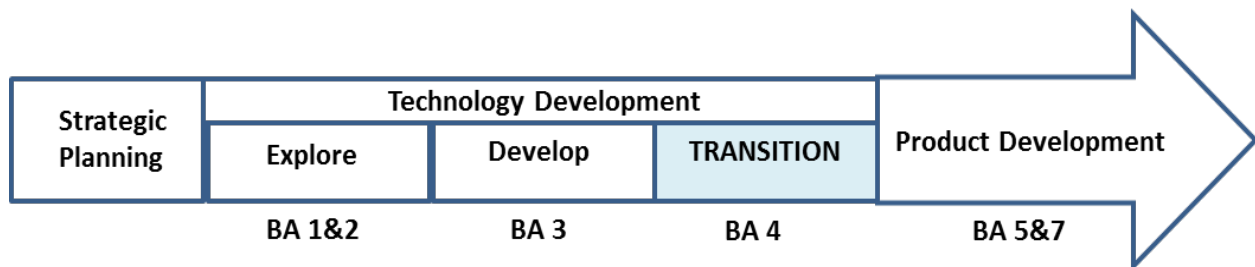 Strategic
Planning
Technology Development
Explore
Develop
TRANSITION
Product Development
BA 1&2
BA 3
BA 4
BA 5&7